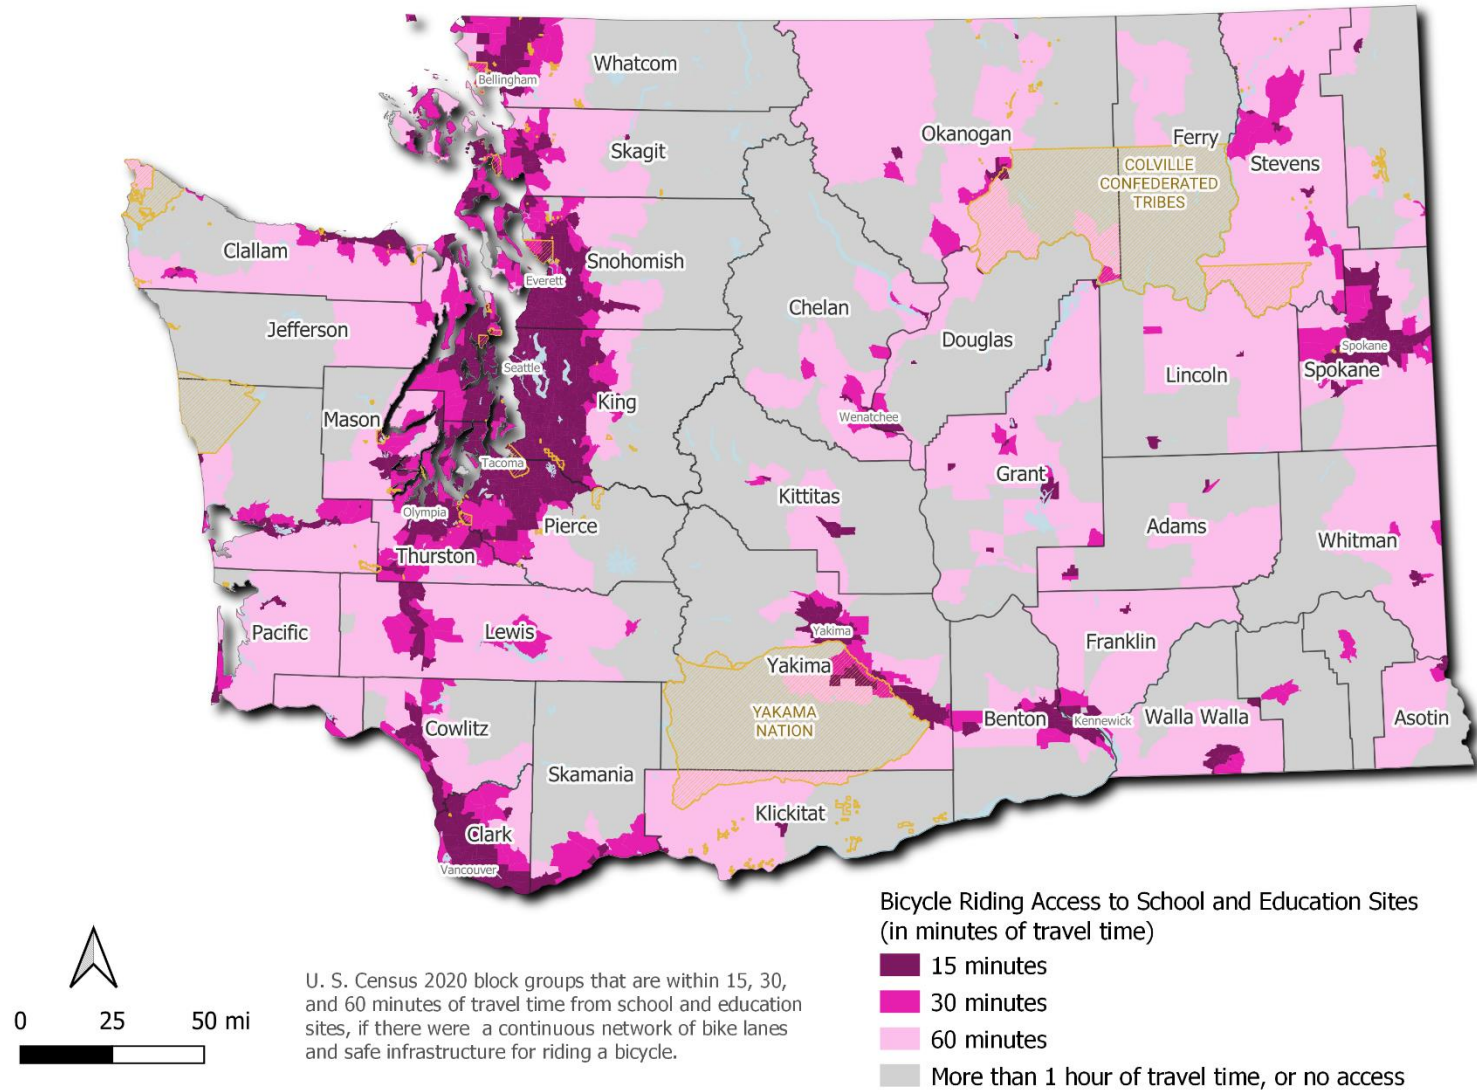 Whatcom
Bellingham
Okanogan
Ferry
Skagit
Stevens
COLVILLE
CONFEDERATED
TRIBES
Clallam
Snohomish
Everett
Chelan
Jefferson
Douglas
Seattle
Spokane
Lincoln
Spokane
King
Mason
Wenatchee
Tacoma
Grant
Kittitas
Olympia
Pierce
Adams
Whitman
Thurston
Pacific
Lewis
Yakima
Franklin
Yakima
YAKAMA
NATION
Cowlitz
Benton
Kennewick
Walla Walla
Asotin
Skamania
Klickitat
Clark
Vancouver
Bicycle Riding Access to School and Education Sites
(in minutes of travel time)
15 minutes
30 minutes
60 minutes
More than 1 hour of travel time, or no access
U. S. Census 2020 block groups that are within 15, 30,
and 60 minutes of travel time from school and education
sites, if there were a continuous network of bike lanes
and safe infrastructure for riding a bicycle.
0 25 50 mi